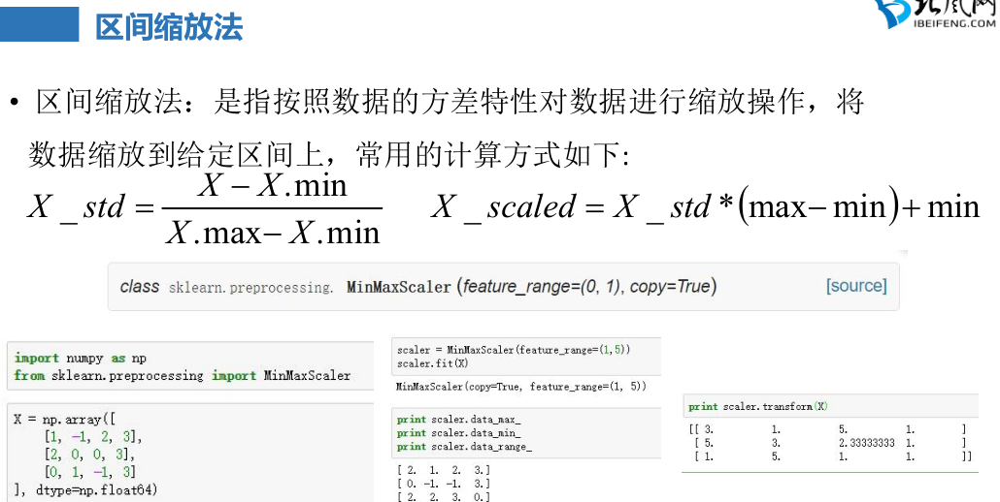 区间缩放法
IBEIFENG.COM
• 区间缩放法：是指按照数据的方差特性对数据进行缩放操作，将
数据缩放到给定区间上，常用的计算方式如下:
X _ std = (X − X.min) / (X.max− X.min)
X _ scaled = X _ std *(max− min)+ min
class sklearn.preprocessing. MinMaxScaler (feature_range=(0, 1), copy=True) [source]
import numpy as np
from sklearn.preprocessing import MinMaxScaler
X = np.array([
[1, -1, 2, 3],
[2, 0, 0, 3],
[0, 1, -1, 3]
], dtype=np.float64)
scaler = MinMaxScaler(feature_range=(1,5))
scaler.fit(X)
MinMaxScaler(copy=True, feature_range=(1, 5))
print scaler.data_max_
print scaler.data_min_
print scaler.data_range_
[ 2. 1. 2. 3.]
[ 0. -1. -1. 3.]
[ 2. 2. 3. 0.]
print scaler.transform(X)
[[ 3. 1. 5. 1. ]
[ 5. 3. 2.33333333 1. ]
[ 1. 5. 1. 1. ]]